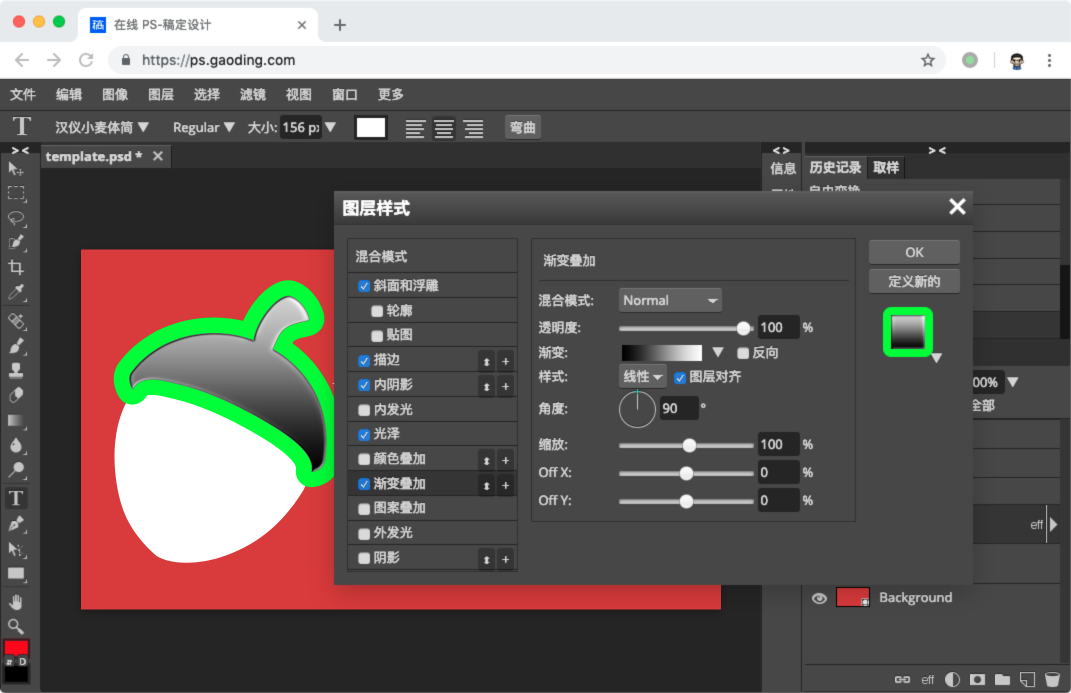 在线 PS-稿定设计
https://ps.gaoding.com
文件 编辑 图像 图层 选择 滤镜 视图 窗口 更多
T 汉仪小麦体简 Regular 大小: 156 px 弯曲
template.psd *
信息
历史记录 取样
自由变换
图层样式
混合模式
斜面和浮雕
轮廓
贴图
描边
内阴影
内发光
光泽
颜色叠加
渐变叠加
图案叠加
外发光
阴影
渐变叠加
混合模式: Normal
透明度: 100 %
渐变: 反向
样式: 线性 图层对齐
角度: 90 °
缩放: 100 %
Off X: 0 %
Off Y: 0 %
OK
定义新的
00%
全部
eff
Background
eff
D